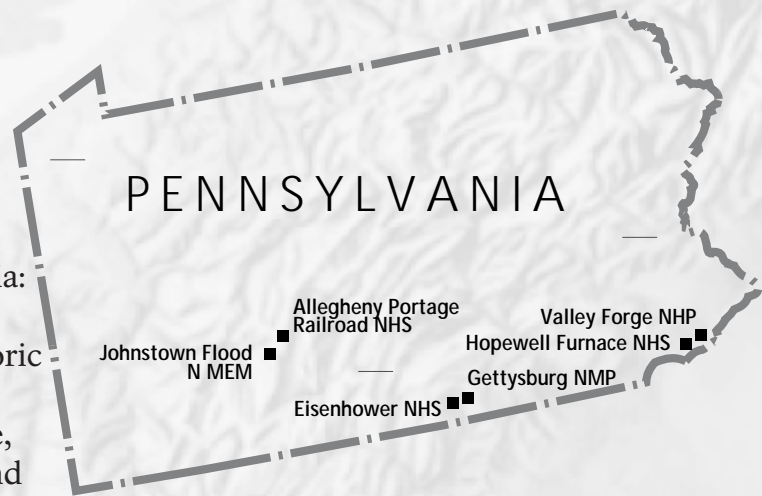 PENNSYLVANIA
Allegheny Portage
Railroad NHS
Johnstown Flood
N MEM
Valley Forge NHP
Hopewell Furnace NHS
Gettysburg NMP
Eisenhower NHS